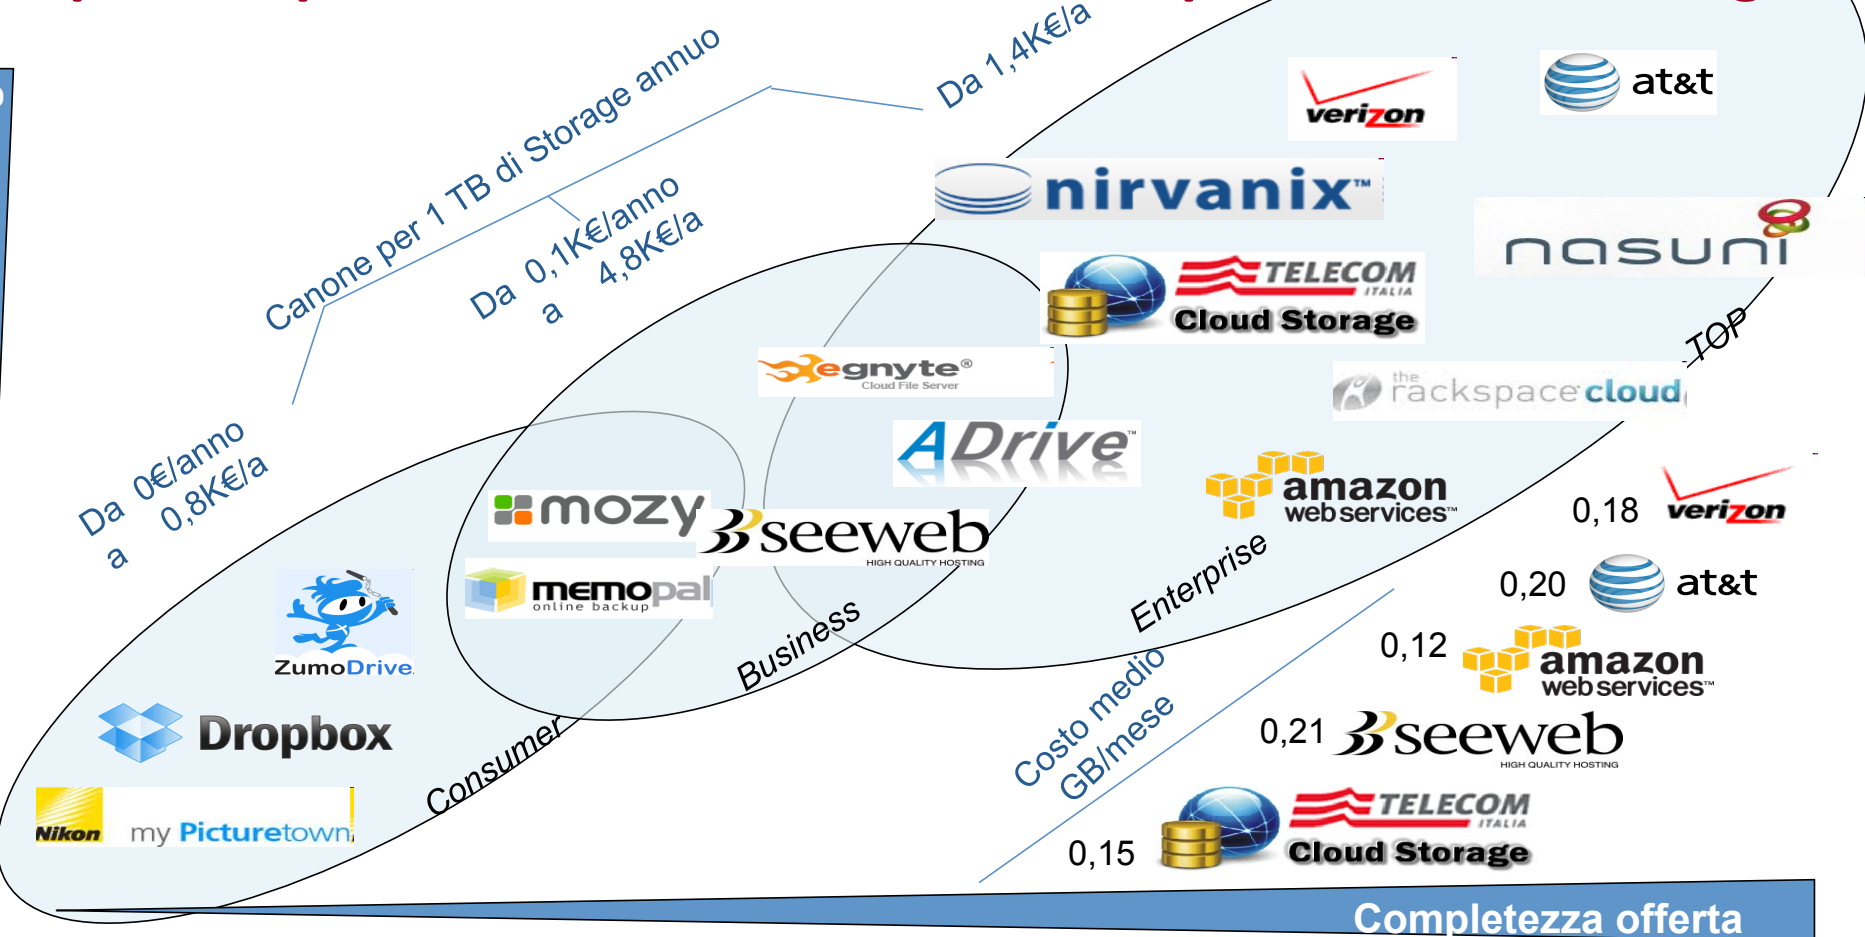 Da 1,4K€/a
Canone per 1 TB di Storage annuo
verizon
at&t
nirvanix™
Da 0,1K€/anno
a 4,8K€/a
nasuni
TELECOM
ITALIA
Cloud Storage
TOP
egnyte®
Cloud File Server
the
rackspace cloud
Da 0€/anno
a 0,8K€/a
ADrive™
amazon
web services™
mozy
seeweb
HIGH QUALITY HOSTING
0,18 verizon
Enterprise
memopal
online backup
0,20 at&t
Business
ZumoDrive
0,12 amazon
web services™
Costo medio
GB/mese
Dropbox
Consumer
0,21 seeweb
HIGH QUALITY HOSTING
Nikon my Picturetown
TELECOM
ITALIA
0,15 Cloud Storage
Completezza offerta